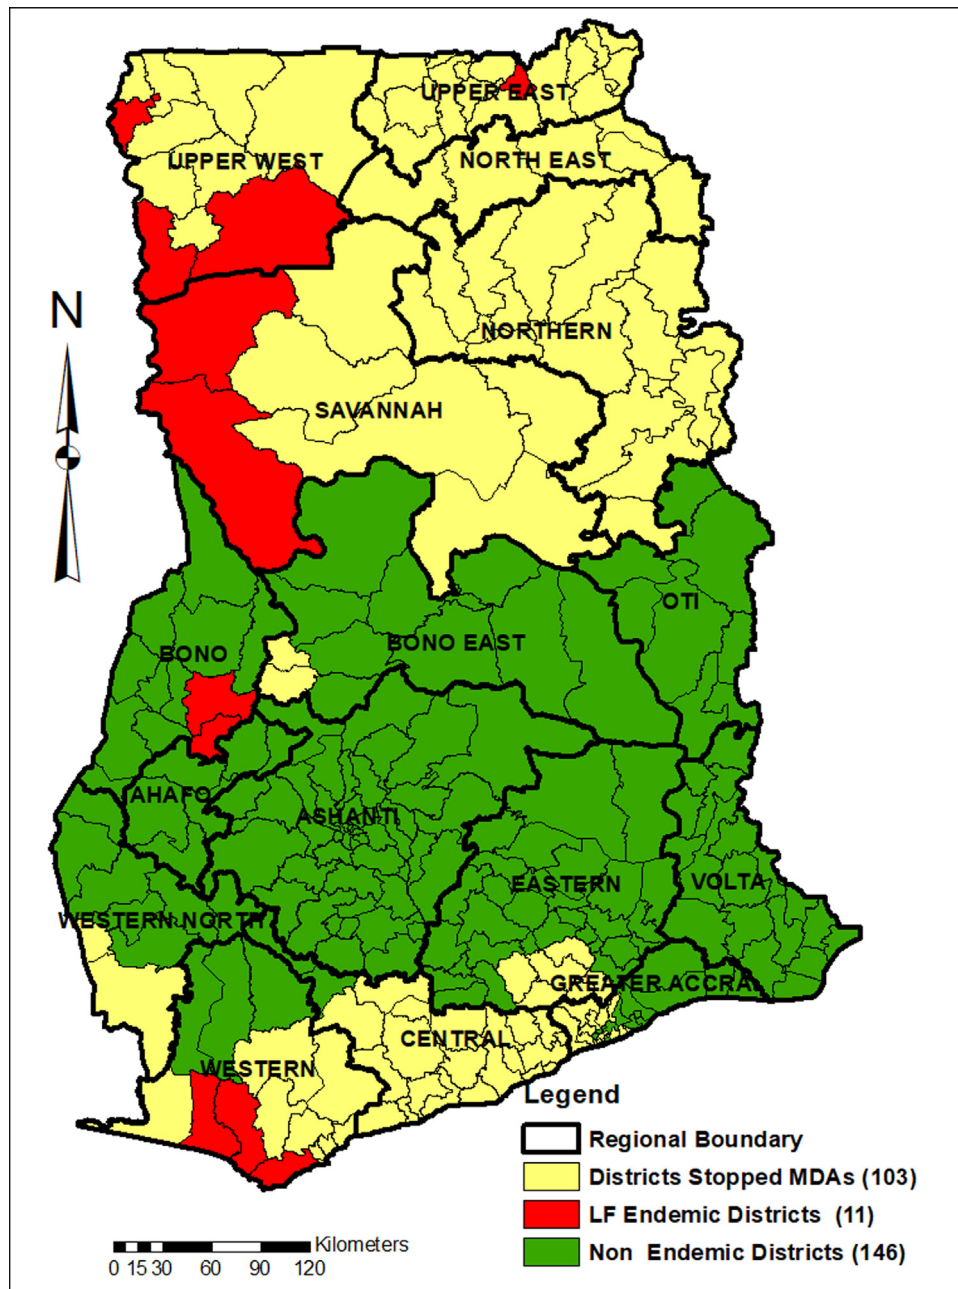 UPPER EAST
UPPER WEST
NORTH EAST
N
NORTHERN
SAVANNAH
OTI
BONO EAST
BONO
AHAFO
ASHANTI
EASTERN
VOLTA
WESTERN NORTH
GREATER ACCRA
CENTRAL
WESTERN
Legend
Regional Boundary
Districts Stopped MDAs (103)
LF Endemic Districts (11)
Non Endemic Districts (146)
Kilometers
0 15 30 60 90 120